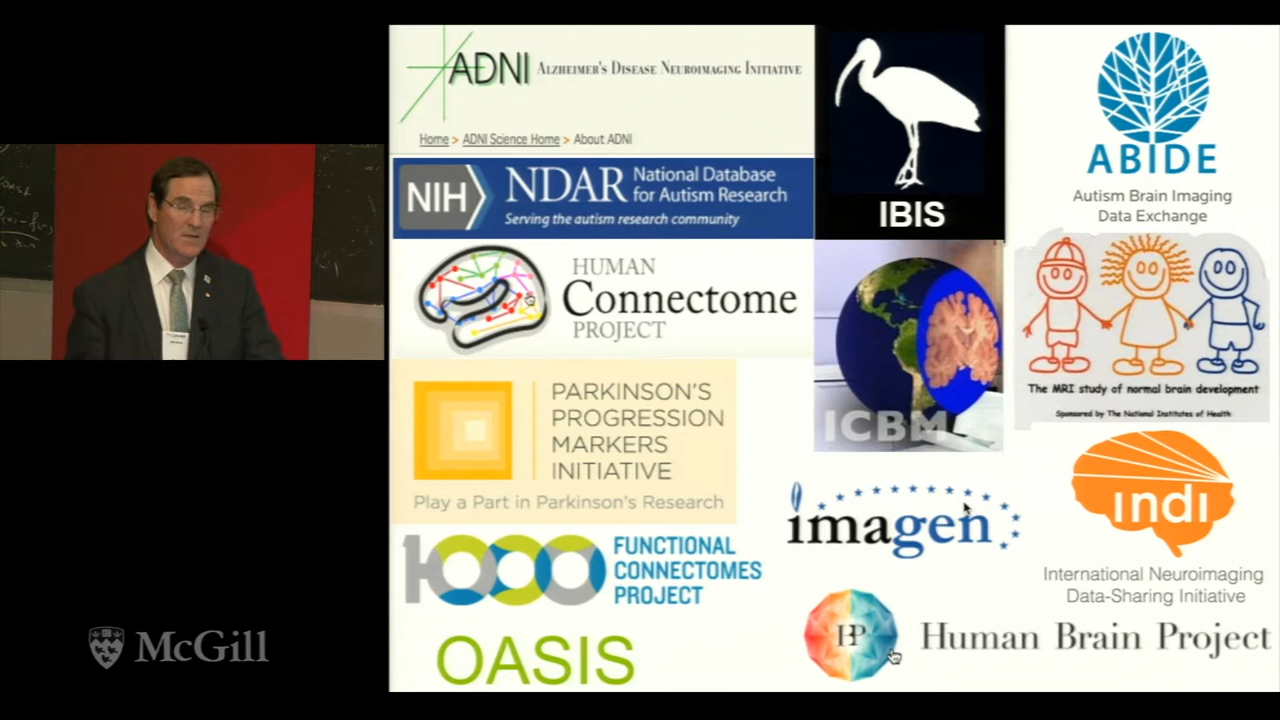 ADNI ALZHEIMER'S DISEASE NEUROIMAGING INITIATIVE
Home > ADNI Science Home > About ADNI
NIH
NDAR National Database
for Autism Research
Serving the autism research community
HUMAN
Connectome
PROJECT
PARKINSON'S
PROGRESSION
MARKERS
INITIATIVE
Play a Part in Parkinson's Research
1000 FUNCTIONAL
CONNECTOMES
PROJECT
OASIS
IBIS
ICBM
imagen
HP Human Brain Project
ABIDE
Autism Brain Imaging
Data Exchange
The MRI study of normal brain development
Sponsored by The National Institutes of Health
indi
International Neuroimaging
Data-Sharing Initiative
McGill